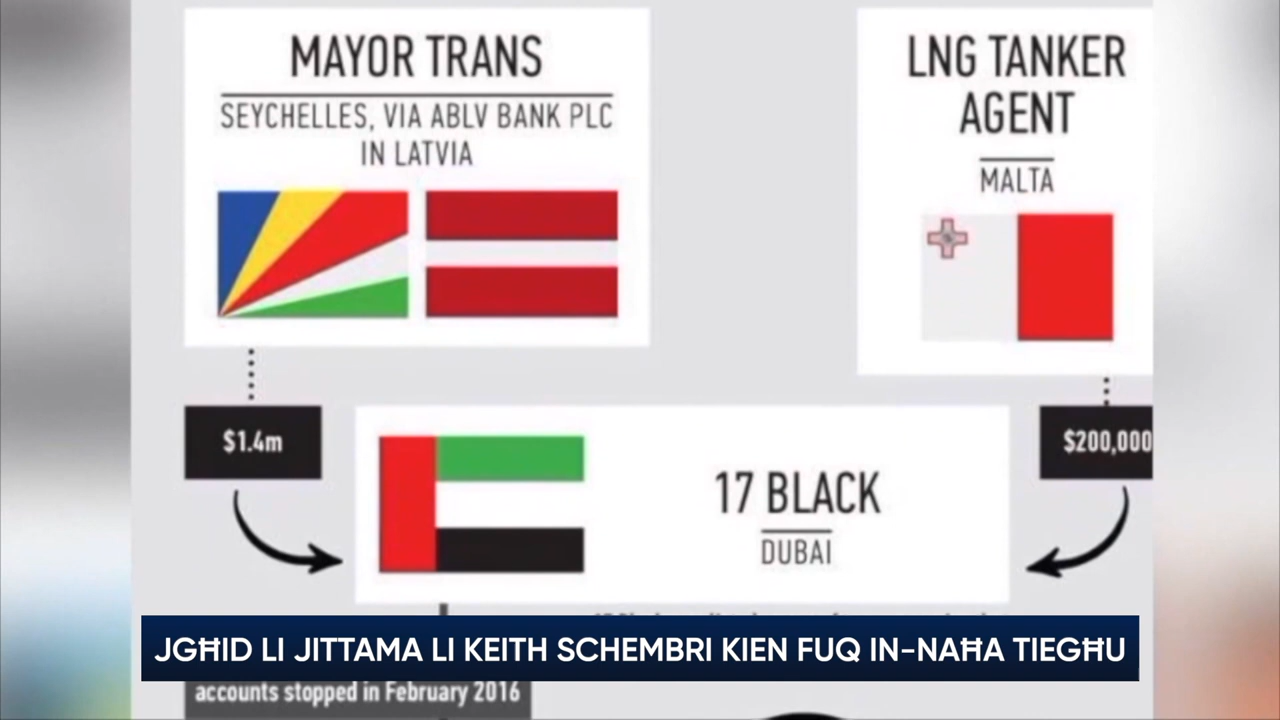 MAYOR TRANS
SEYCHELLES, VIA ABLV BANK PLC
IN LATVIA
LNG TANKER
AGENT
MALTA
$1.4m
$200,000
17 BLACK
DUBAI
JGĦID LI JITTAMA LI KEITH SCHEMBRI KIEN FUQ IN-NAĦA TIEGĦU
accounts stopped in February 2016